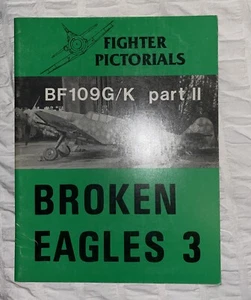 FIGHTER
PICTORIALS
BF109G/K part II
BROKEN
EAGLES 3